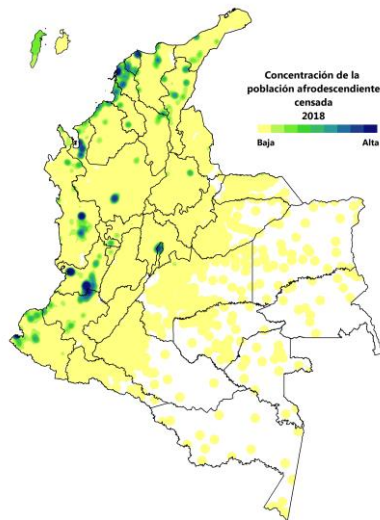 Concentración de la
población afrodescendiente
censada
2018
Baja Alta